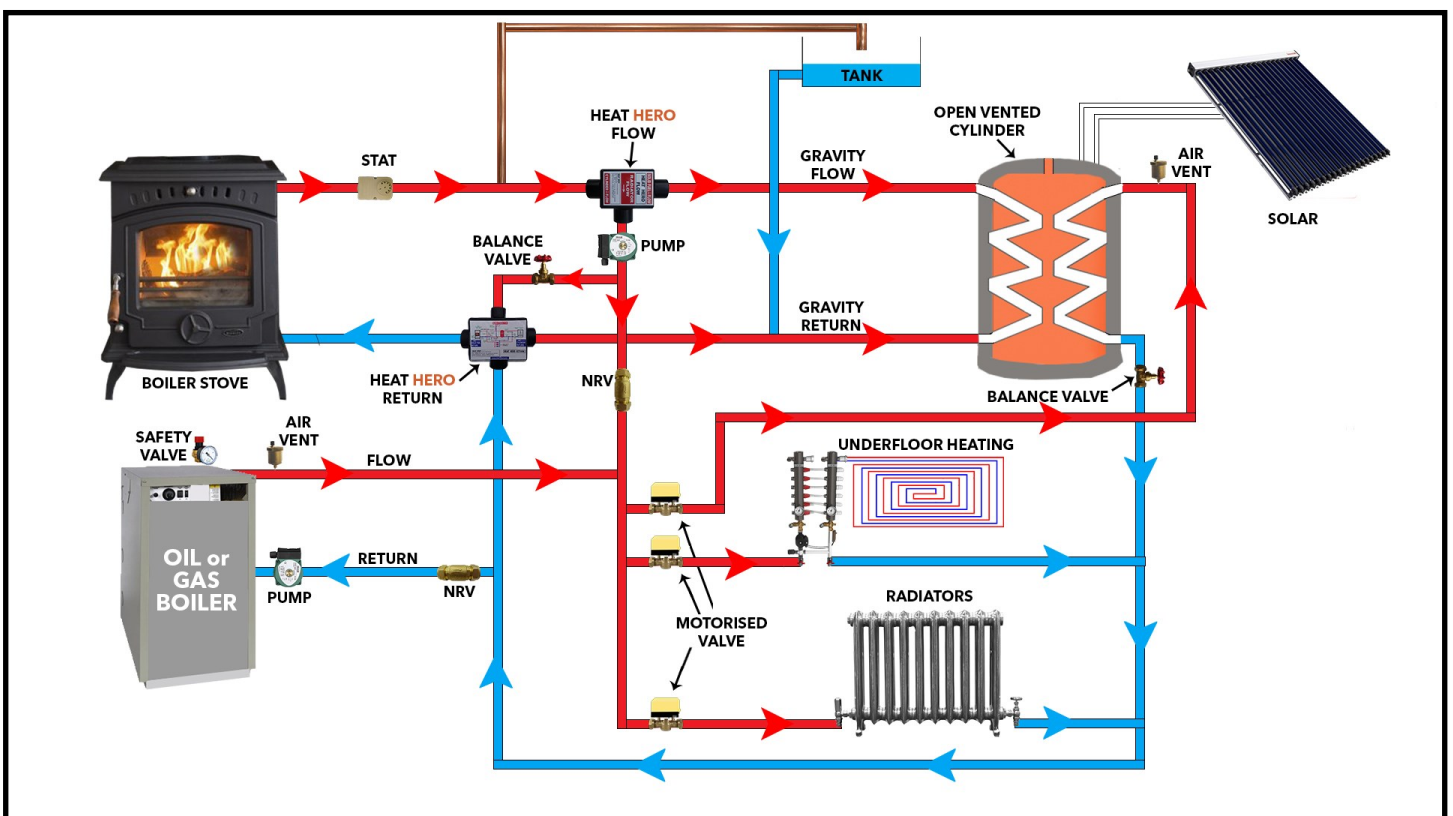 TANK
HEAT HERO
FLOW
OPEN VENTED
CYLINDER
STAT
GRAVITY
FLOW
AIR
VENT
SOLAR
BALANCE
VALVE
PUMP
GRAVITY
RETURN
BOILER STOVE
HEAT HERO
RETURN
NRV
BALANCE VALVE
SAFETY
VALVE
AIR
VENT
FLOW
UNDERFLOOR HEATING
OIL or
GAS
BOILER
RETURN
PUMP
NRV
RADIATORS
MOTORISED
VALVE